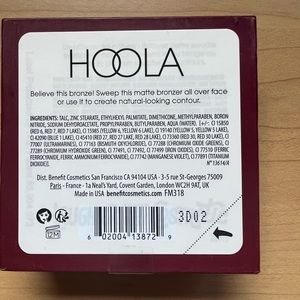 HOOLA
Believe this bronzer! Sweep this matte bronzer all over face
or use it to create natural-looking contour.
INGREDIENTS: TALC, ZINC STEARATE, ETHYLHEXYL PALMITATE, DIMETHICONE, METHYLPARABEN, BORON
NITRIDE, SODIUM DEHYDROACETATE, PROPYLPARABEN, BUTYLPARABEN, AQUA (WATER). [+/-: CI 15850
(RED 6, RED 7, RED 7 LAKE), CI 15985 (YELLOW 6, YELLOW 6 LAKE), CI 19140 (YELLOW 5, YELLOW 5 LAKE),
CI 42090 (BLUE 1 LAKE), CI 45410 (RED 27, RED 27 LAKE, RED 28, RED 28 LAKE), CI 73360 (RED 30, RED 30 LAKE), CI
77007 (ULTRAMARINES), CI 77163 (BISMUTH OXYCHLORIDE), CI 77288 (CHROMIUM OXIDE GREENS), CI
77289 (CHROMIUM HYDROXIDE GREEN), CI 77491, CI 77492, CI 77499 (IRON OXIDES), CI 77510 (FERRIC
FERROCYANIDE, FERRIC AMMONIUM FERROCYANIDE), CI 77742 (MANGANESE VIOLET), CI 77891 (TITANIUM
DIOXIDE)]. N° 13614/A
Dist. Benefit Cosmetics San Francisco CA 94104 USA - 3-5 rue St-Georges 75009
Paris - France - 1a Neal's Yard, Covent Garden, London WC2H 9AT, UK
Made in USA benefitcosmetics.com FM318
12M
6 02004 13872 9
3D02